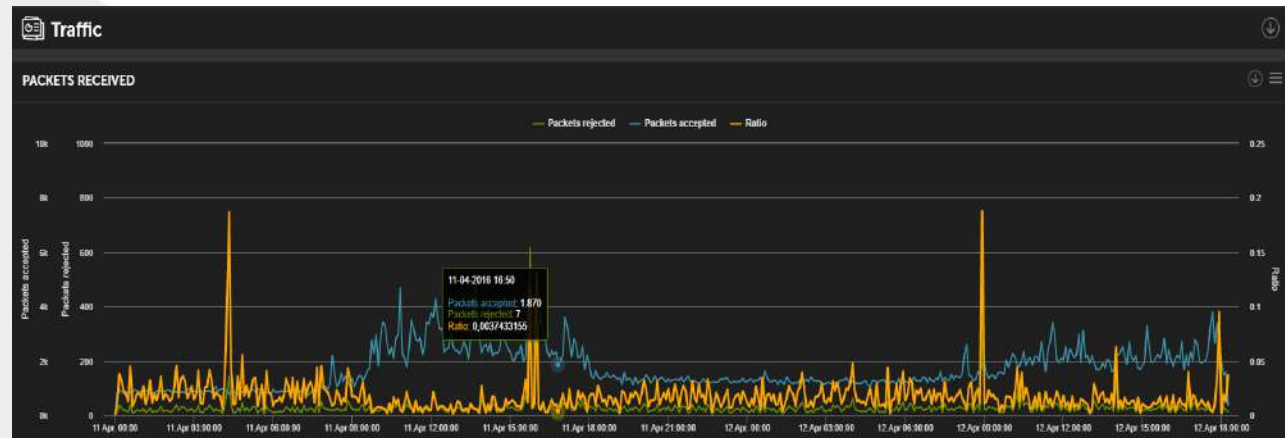 Traffic
PACKETS RECEIVED
Packets rejected Packets accepted Ratio
10k 1000 0.25
8k 800 0.2
6k 600 0.15
4k 400 0.1
2k 200 0.05
0k 0 0
Packets accepted
Packets rejected
Ratio
11-04-2016 16:50
Packets accepted: 1.870
Packets rejected: 7
Ratio: 0,0037433155
11 Apr 00:00 11 Apr 03:00:00 11 Apr 06:00:00 11 Apr 09:00:00 11 Apr 12:00:00 11 Apr 15:00:00 11 Apr 18:00:00 11 Apr 21:00:00 12 Apr 00:00 12 Apr 03:00:00 12 Apr 06:00:00 12 Apr 09:00:00 12 Apr 12:00:00 12 Apr 15:00:00 12 Apr 18:00:00